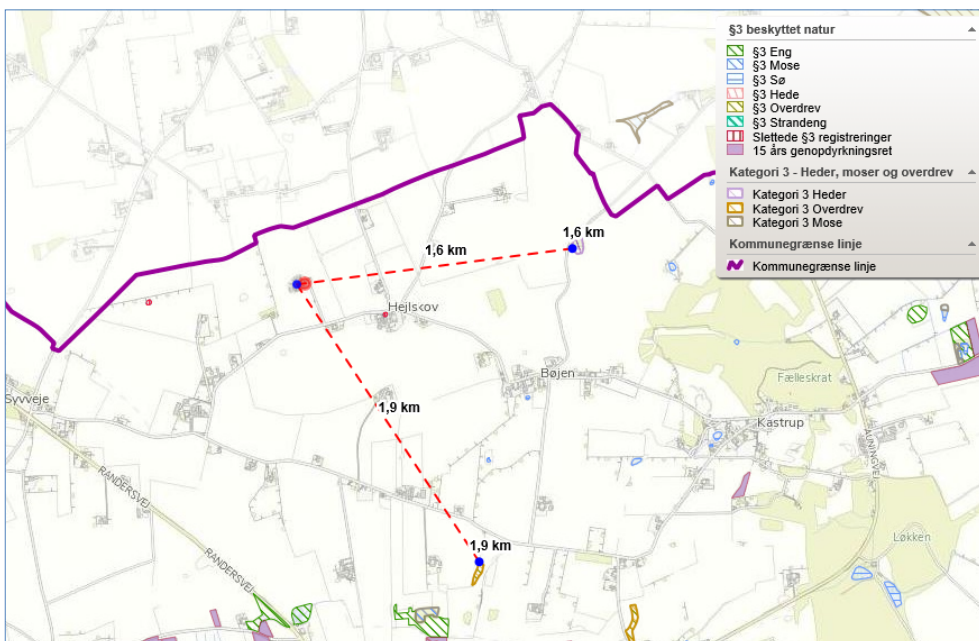 §3 beskyttet natur
§3 Eng
§3 Mose
§3 Sø
§3 Hede
§3 Overdrev
§3 Strandeng
Slettede §3 registreringer
15 års genopdyrkningsret
Kategori 3 - Heder, moser og overdrev
Kategori 3 Heder
Kategori 3 Overdrev
Kategori 3 Mose
Kommunegrænse linje
Kommunegrænse linje
1,6 km
1,6 km
Hejlscov
Bøjen
Fælleskrat
Syvveje
1,9 km
Kastrup
AUNINGVEJ
RANDERSVEJ
Løkken
1,9 km
RANDERSVEJ